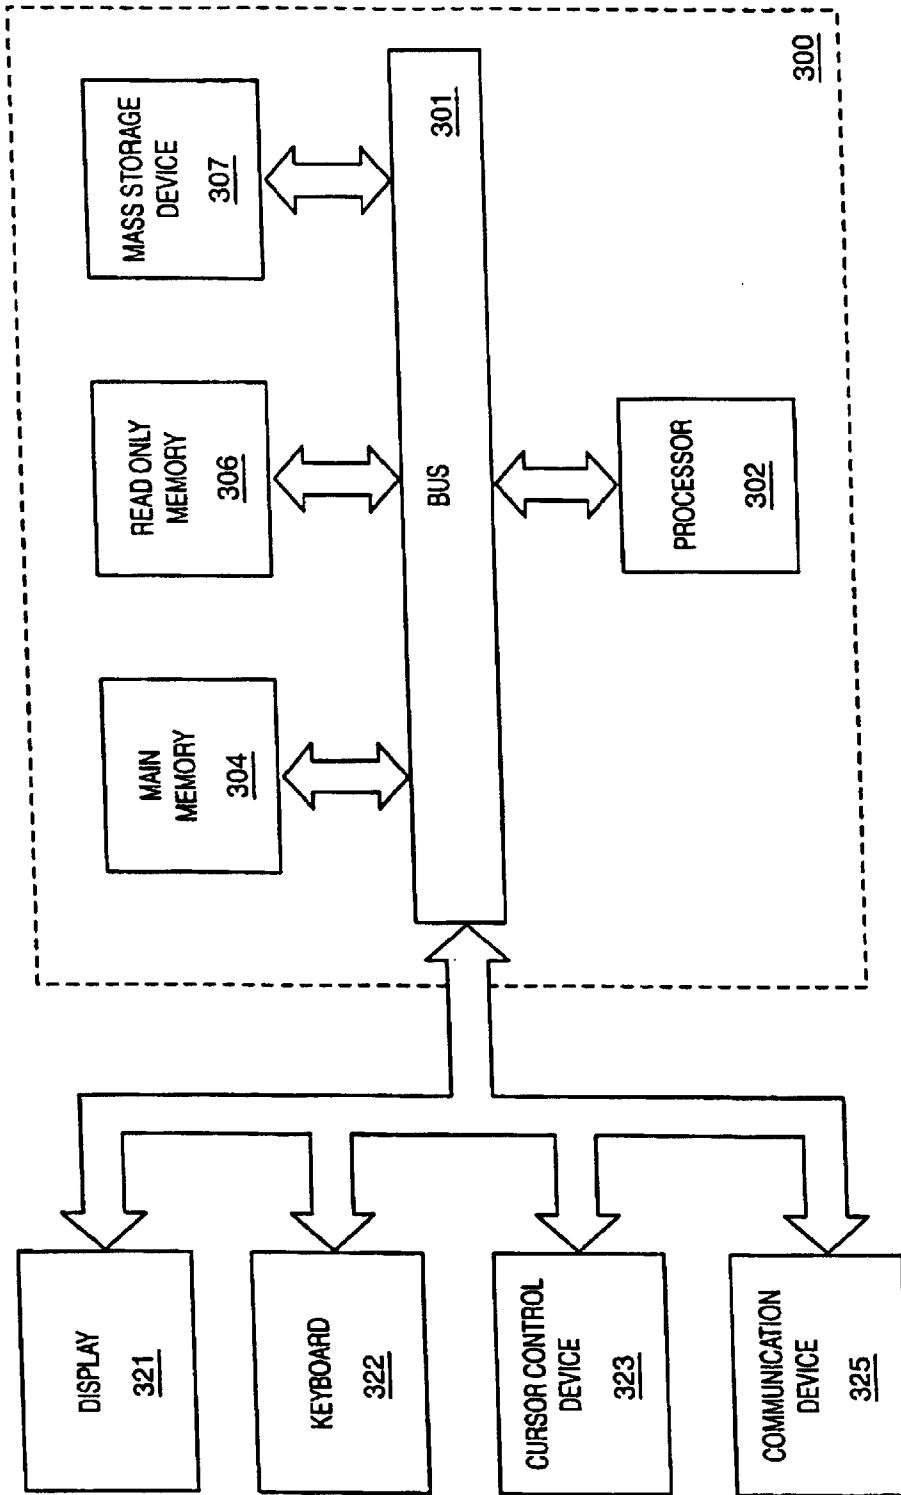 DISPLAY
321
KEYBOARD
322
CURSOR CONTROL
DEVICE
323
COMMUNICATION
DEVICE
325
MAIN
MEMORY
304
READ ONLY
MEMORY
306
MASS STORAGE
DEVICE
307
BUS
301
PROCESSOR
302
300